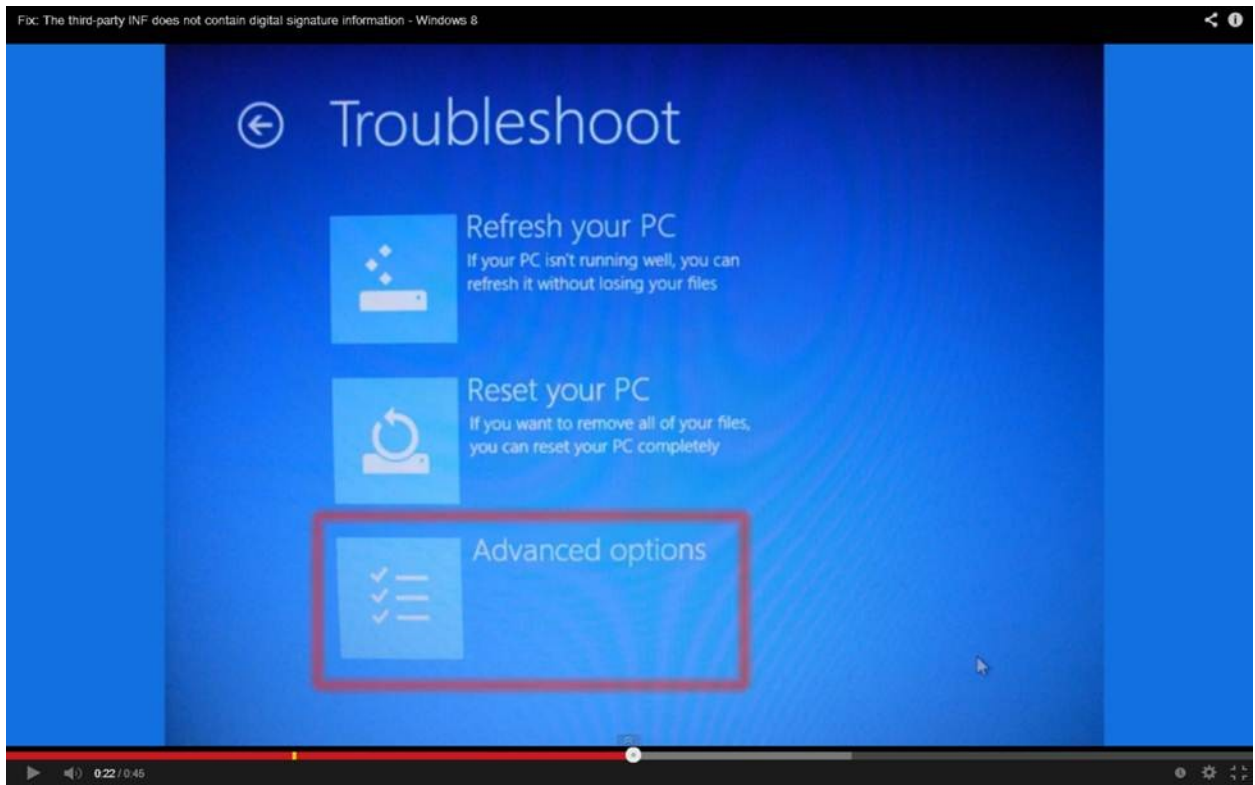 Fix: The third-party INF does not contain digital signature information - Windows 8
Troubleshoot
Refresh your PC
If your PC isn't running well, you can
refresh it without losing your files
Reset your PC
If you want to remove all of your files,
you can reset your PC completely
Advanced options
0:22 / 0:45